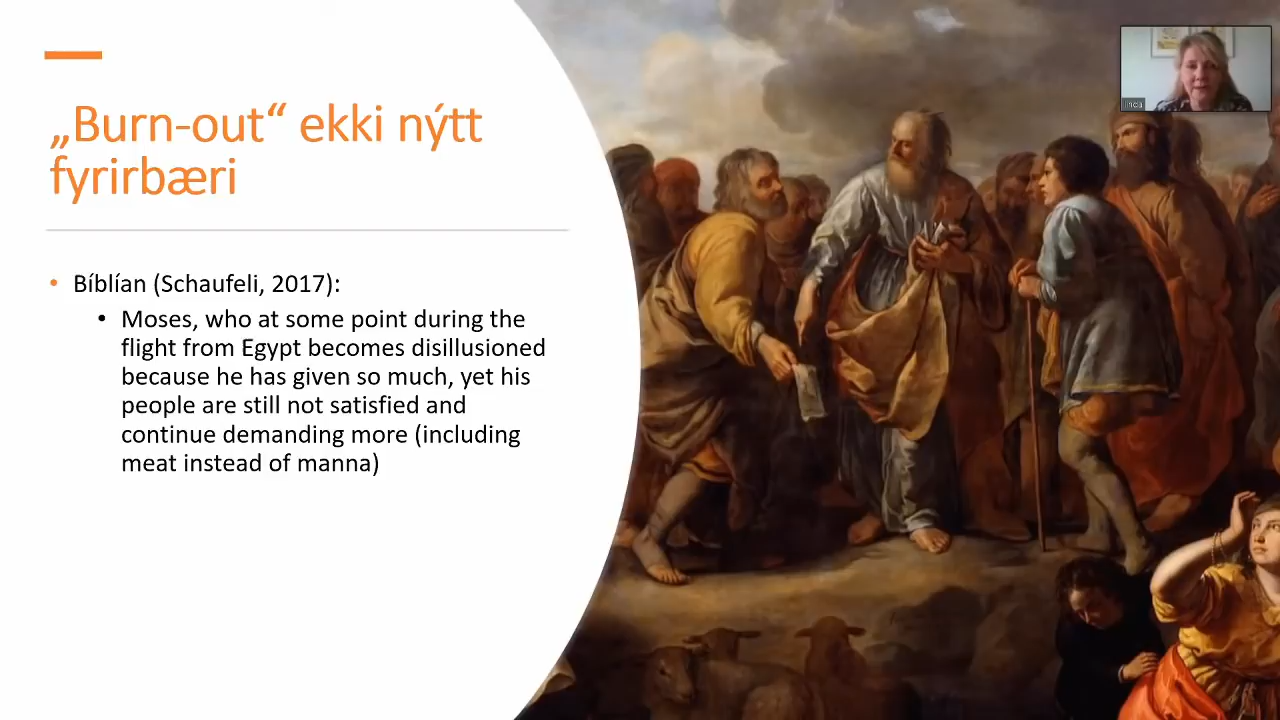 „Burn-out“ ekki nýtt
fyrirbæri
• Bíblían (Schaufeli, 2017):
• Moses, who at some point during the
flight from Egypt becomes disillusioned
because he has given so much, yet his
people are still not satisfied and
continue demanding more (including
meat instead of manna)